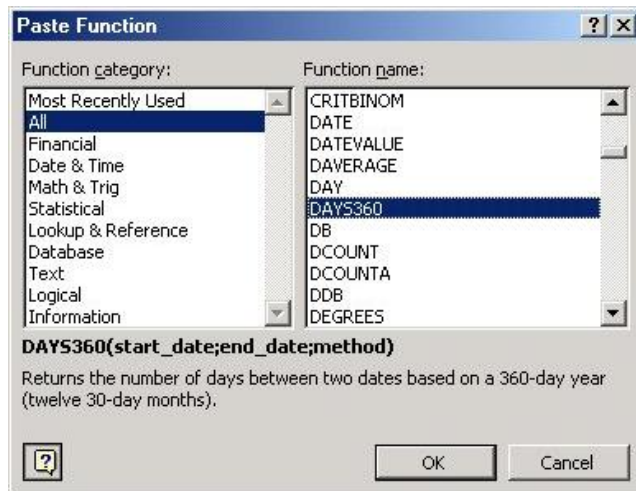 Paste Function
Function category:
Most Recently Used
All
Financial
Date & Time
Math & Trig
Statistical
Lookup & Reference
Database
Text
Logical
Information
Function name:
CRITBINOM
DATE
DATEVALUE
DAVERAGE
DAY
DAYS360
DB
DCOUNT
DCOUNTA
DDB
DEGREES
DAYS360(start_date;end_date;method)
Returns the number of days between two dates based on a 360-day year
(twelve 30-day months).
OK
Cancel